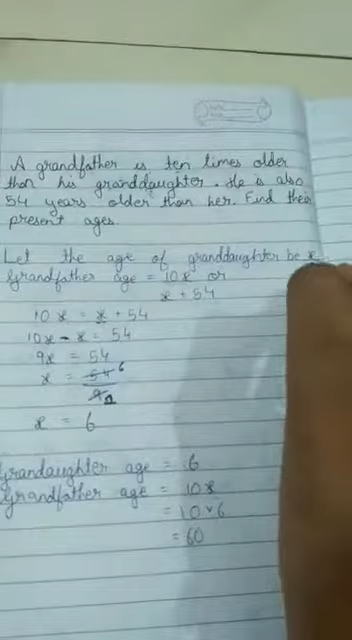 A grandfather is ten times older
than his granddaughter. He is also
54 years older than her. Find their
present ages.
Let the age of granddaughter be x
Grandfather age = 10x or
x + 54
10x = x + 54
10x - x = 54
9x = 54
x = 54 6
9
x = 6
Grandaughter age = 6
Grandfather age = 10x
= 10 × 6
= 60